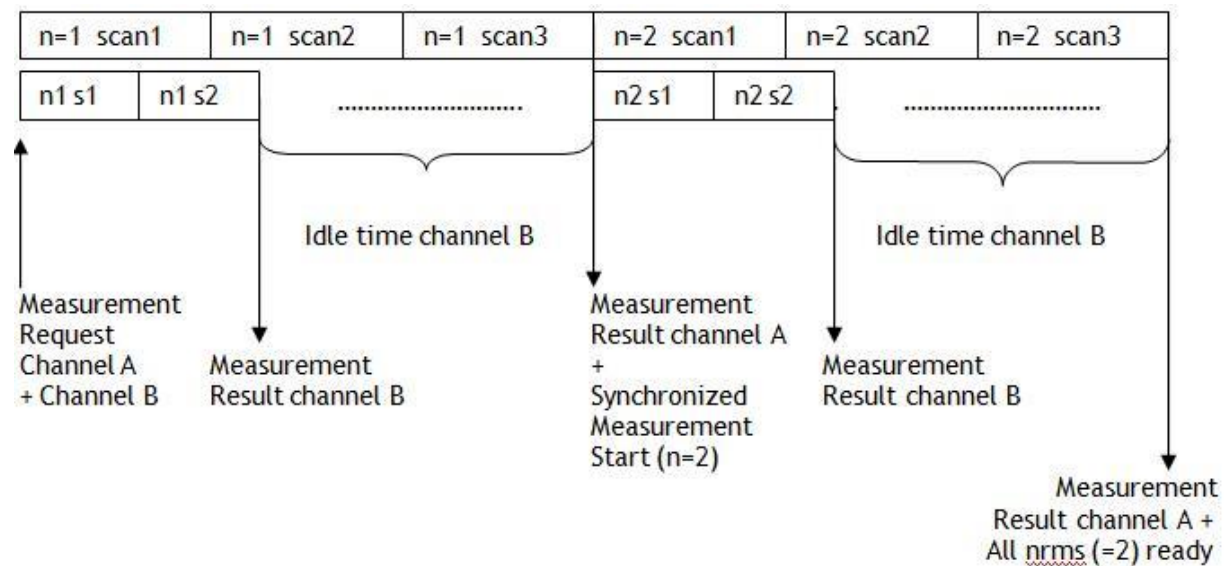 n=1 scan1 n=1 scan2 n=1 scan3 n=2 scan1 n=2 scan2 n=2 scan3
n1 s1 n1 s2 ........................... n2 s1 n2 s2 ...........................
Idle time channel B
Idle time channel B
Measurement
Request
Channel A
+ Channel B
Measurement
Result channel B
Measurement
Result channel A
+
Synchronized
Measurement
Start (n=2)
Measurement
Result channel B
Measurement
Result channel A +
All nrms (=2) ready